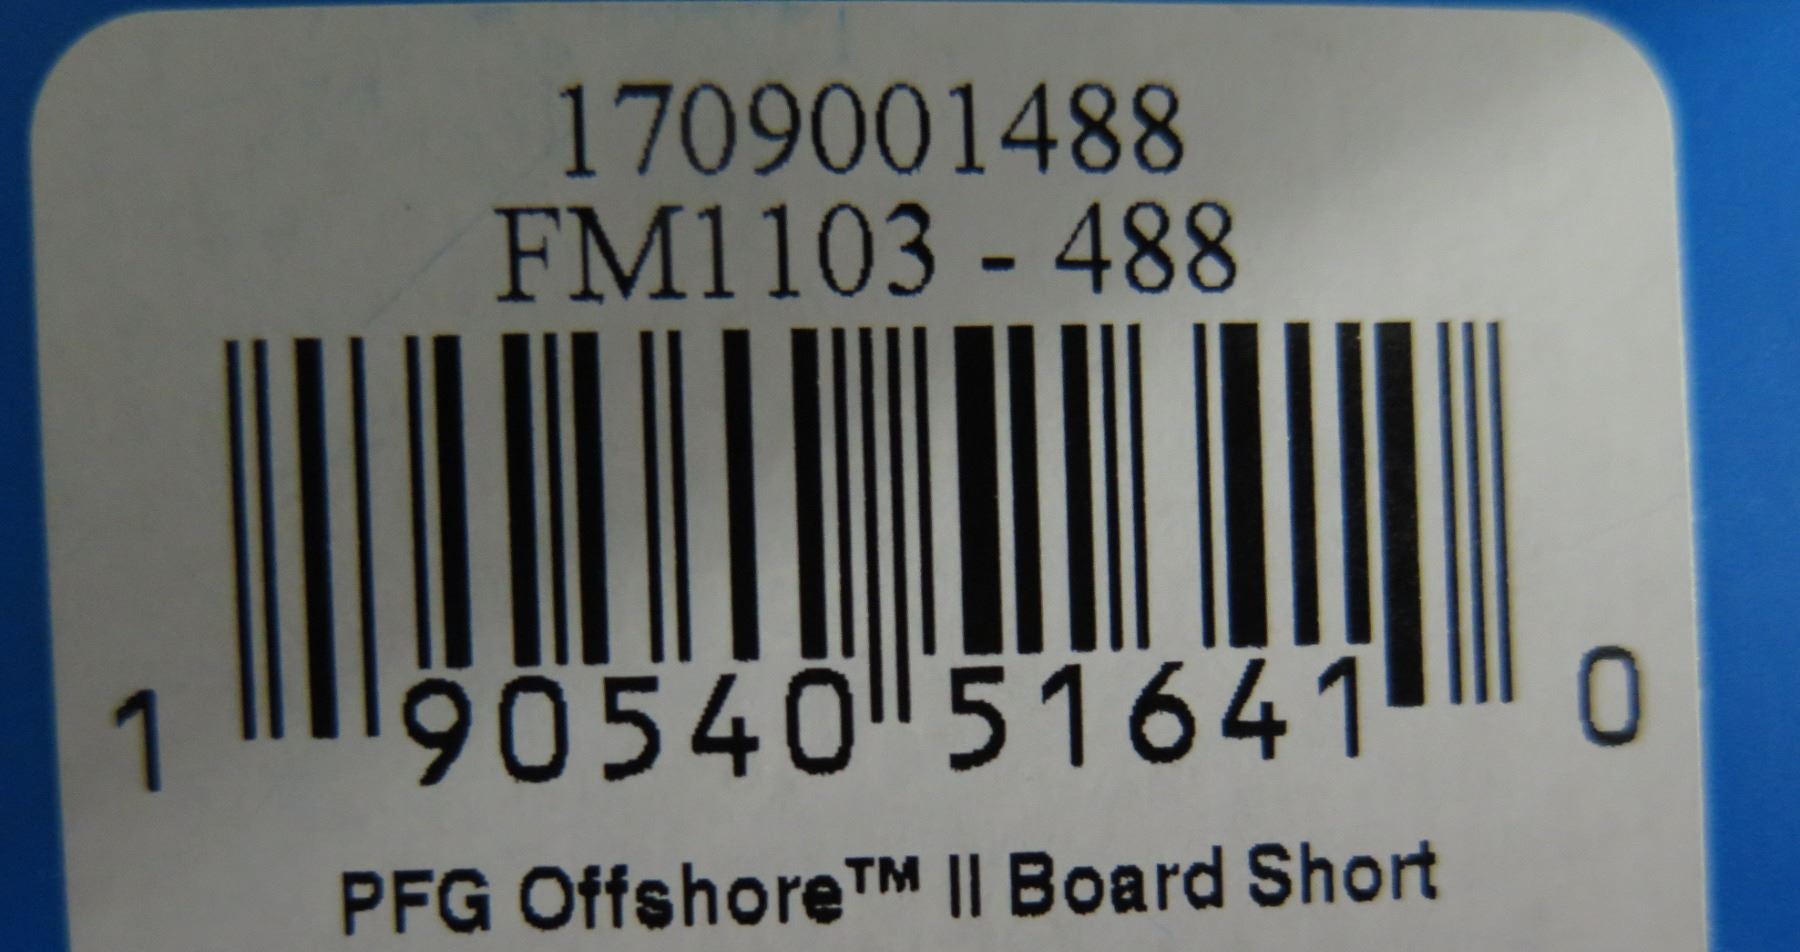 1709001488
FM1103 - 488
1 90540 51641 0
PFG Offshore™ II Board Short